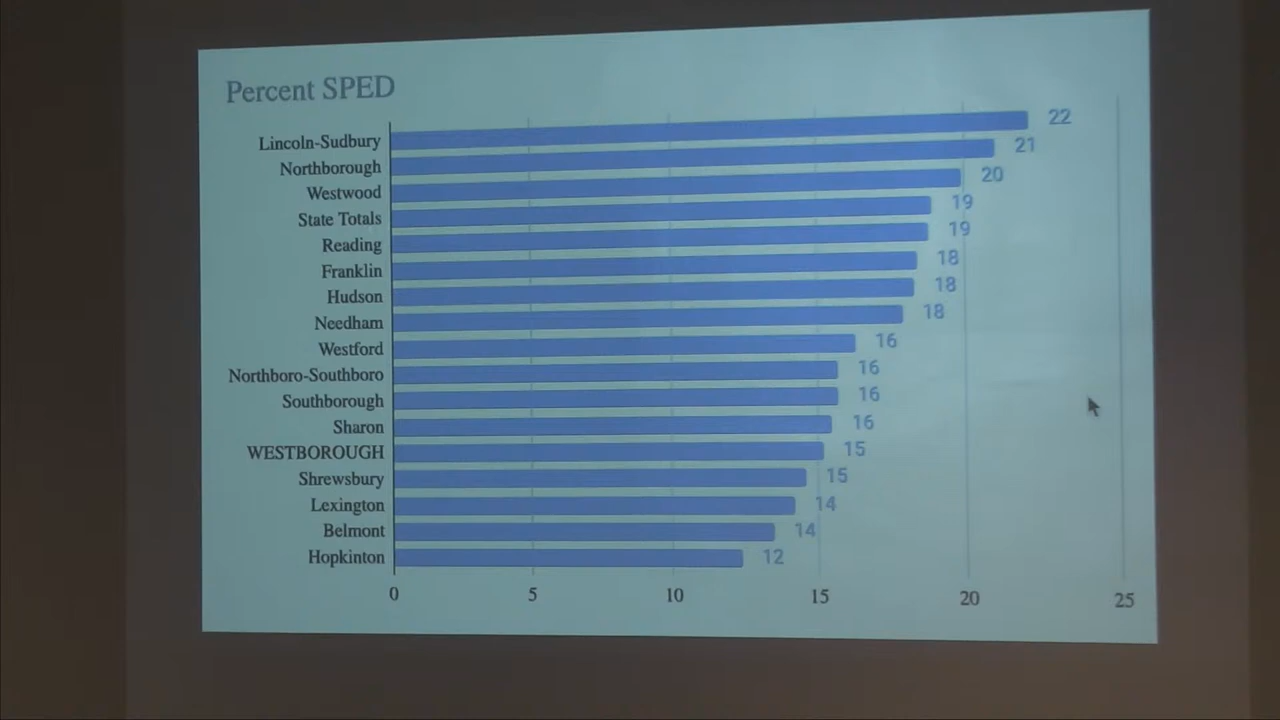 Percent SPED
Lincoln-Sudbury 22
Northborough 21
Westwood 20
State Totals 19
Reading 19
Franklin 18
Hudson 18
Needham 18
Westford 16
Northboro-Southboro 16
Southborough 16
Sharon 16
WESTBOROUGH 15
Shrewsbury 15
Lexington 14
Belmont 14
Hopkinton 12
0 5 10 15 20 25